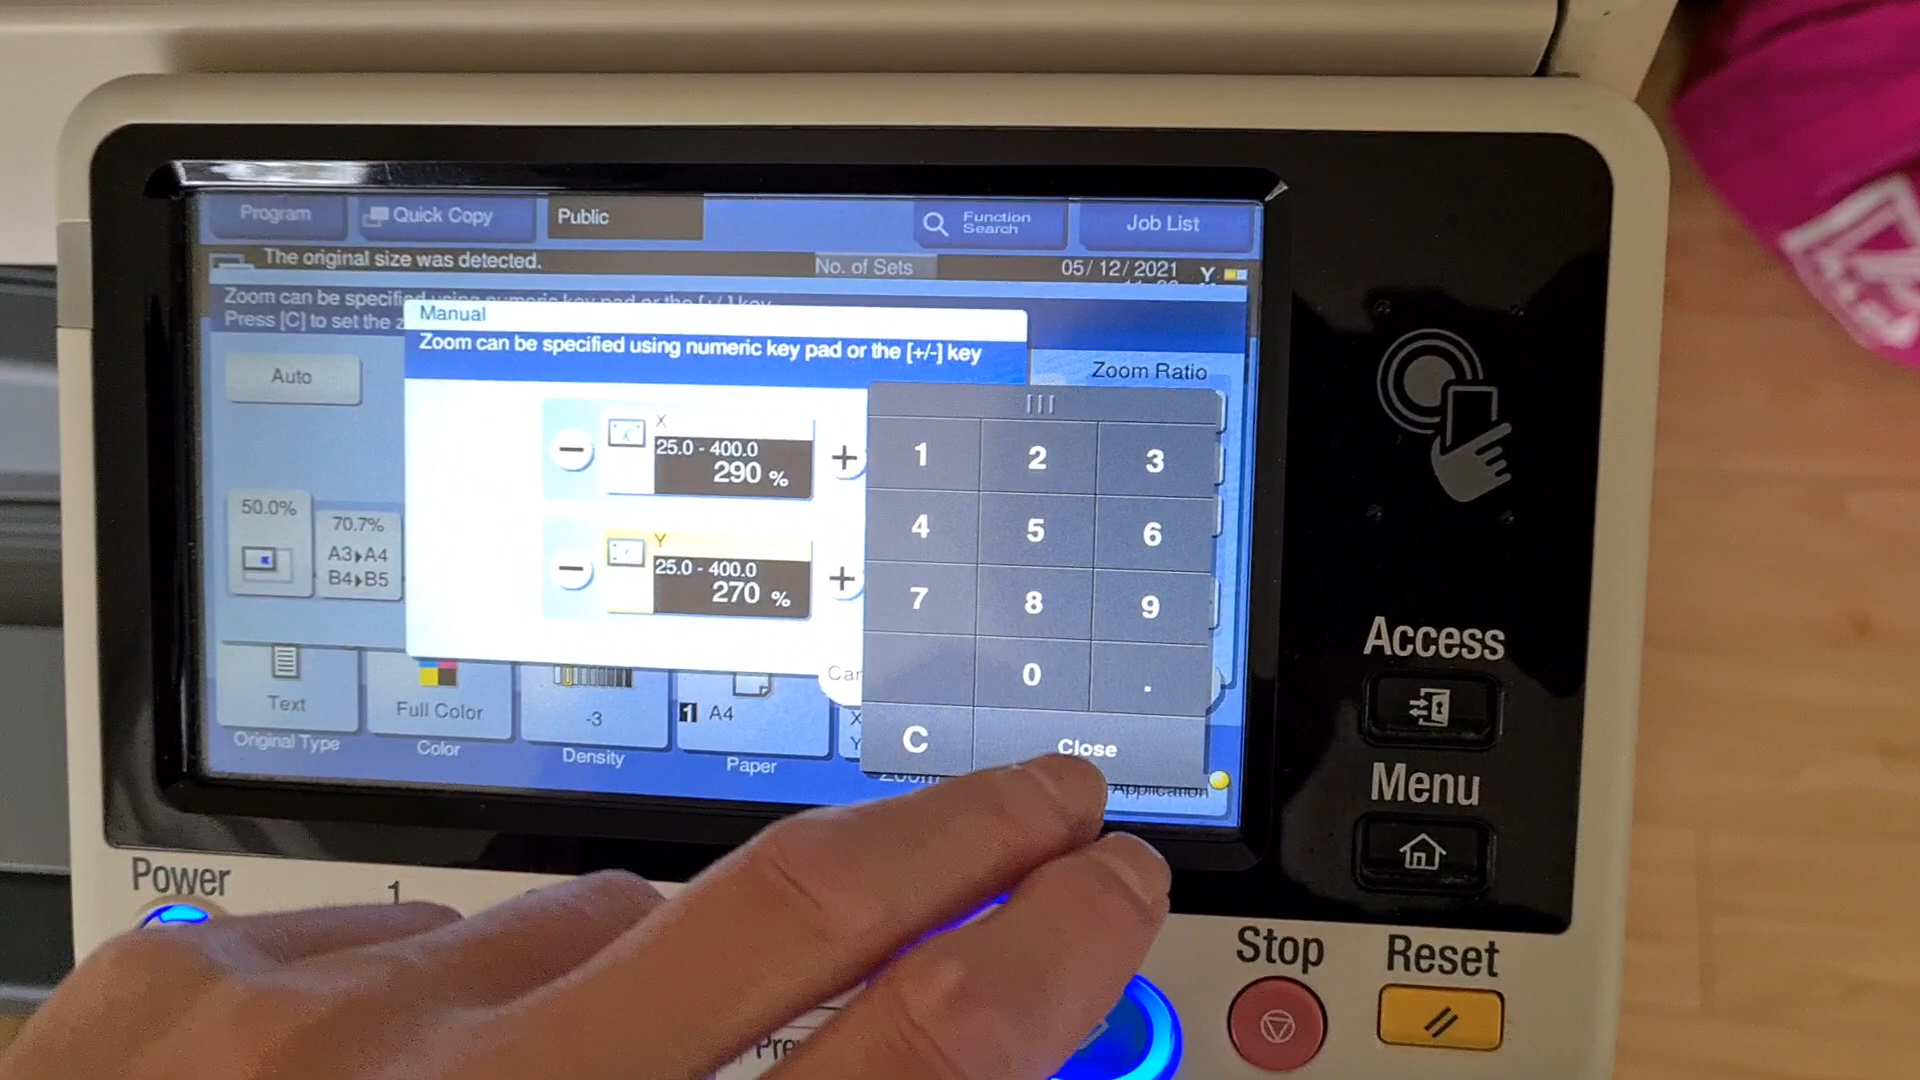 Program
Quick Copy
Public
Function
Search
Job List
The original size was detected.
No. of Sets
05/12/2021
Y
Zoom can be specified using numeric key pad or the [+/-] key
Press [C] to set the z
Manual
Zoom can be specified using numeric key pad or the [+/-] key
Zoom Ratio
Auto
X
25.0 - 400.0
290 %
Y
25.0 - 400.0
270 %
1 2 3
4 5 6
7 8 9
0 .
C Close
50.0%
70.7%
A3▸A4
B4▸B5
Car
X
Y
Text
Full Color
-3
1 A4
Original Type
Color
Density
Paper
Zoom
Application
Access
Menu
Power
1
Stop
Reset
Pre